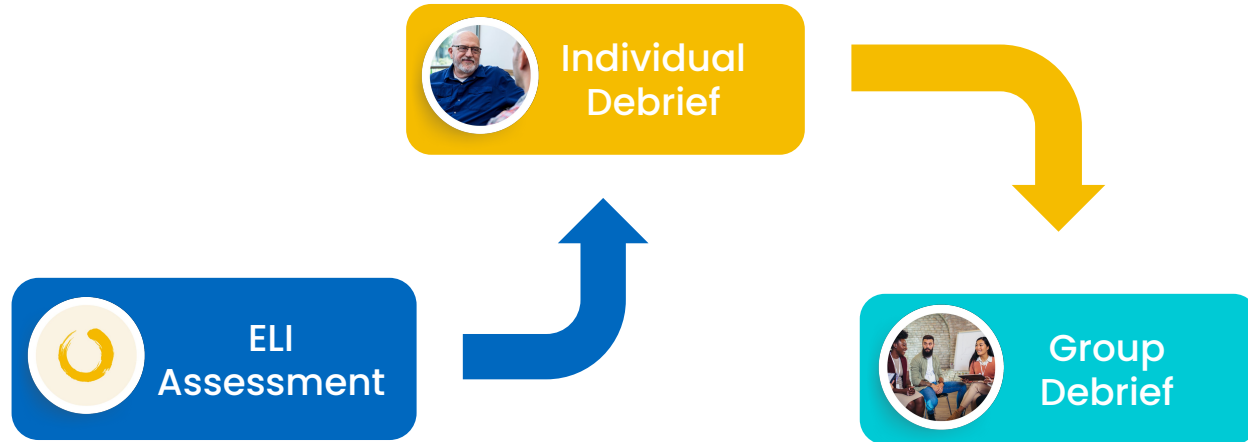 Individual
Debrief
ELI
Assessment
Group
Debrief